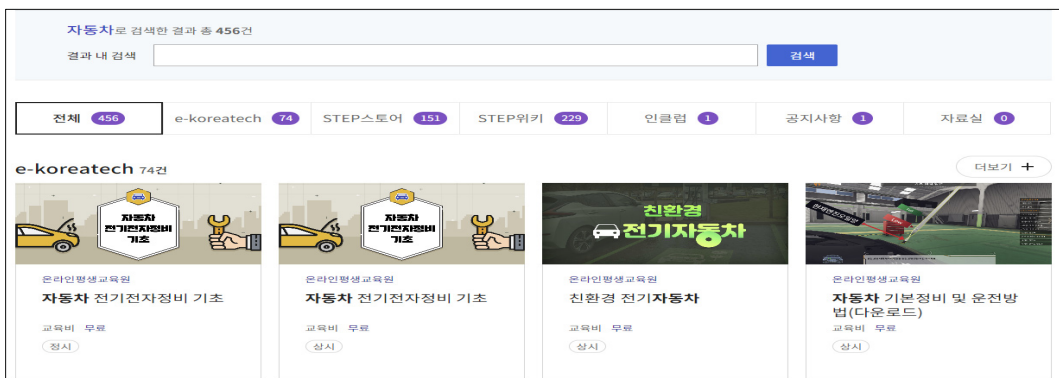 자동차로 검색한 결과 총 456건
결과 내 검색
검색
전체 456
e-koreatech 74
STEP스토어 151
STEP위키 229
인클럽 1
공지사항 1
자료실 0
e-koreatech 74건
더보기 +
자동차
전기전자정비
기초
자동차
전기전자정비
기초
친환경
전기자동차
온라인평생교육원
자동차 전기전자정비 기초
교육비 무료
정시
온라인평생교육원
자동차 전기전자정비 기초
교육비 무료
상시
온라인평생교육원
친환경 전기자동차
교육비 무료
상시
온라인평생교육원
자동차 기본정비 및 운전방
법(다운로드)
교육비 무료
상시